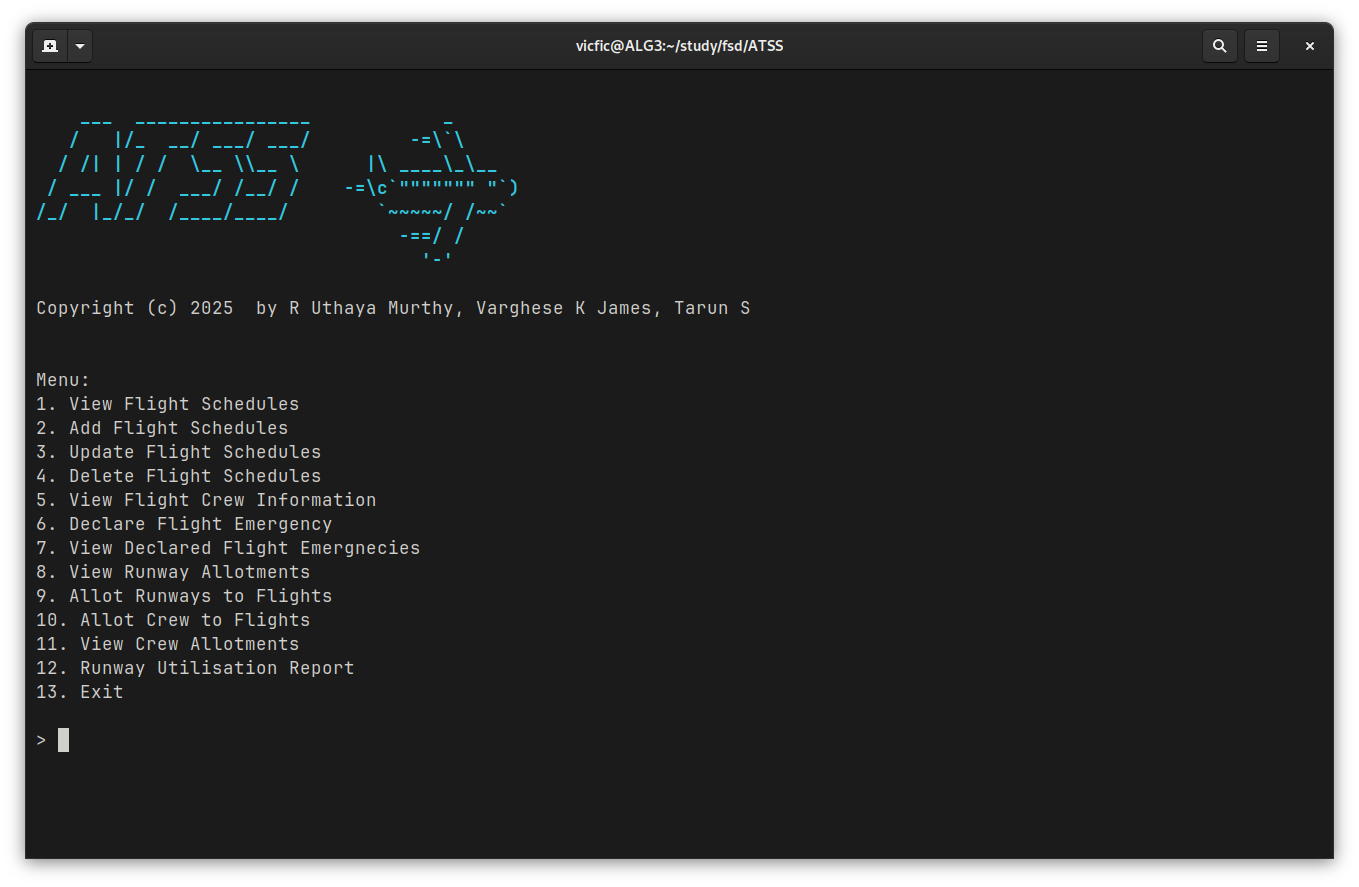 vicfic@ALG3:~/study/fsd/ATSS
ATSS
Copyright (c) 2025  by R Uthaya Murthy, Varghese K James, Tarun S
Menu:
1. View Flight Schedules
2. Add Flight Schedules
3. Update Flight Schedules
4. Delete Flight Schedules
5. View Flight Crew Information
6. Declare Flight Emergency
7. View Declared Flight Emergnecies
8. View Runway Allotments
9. Allot Runways to Flights
10. Allot Crew to Flights
11. View Crew Allotments
12. Runway Utilisation Report
13. Exit
>